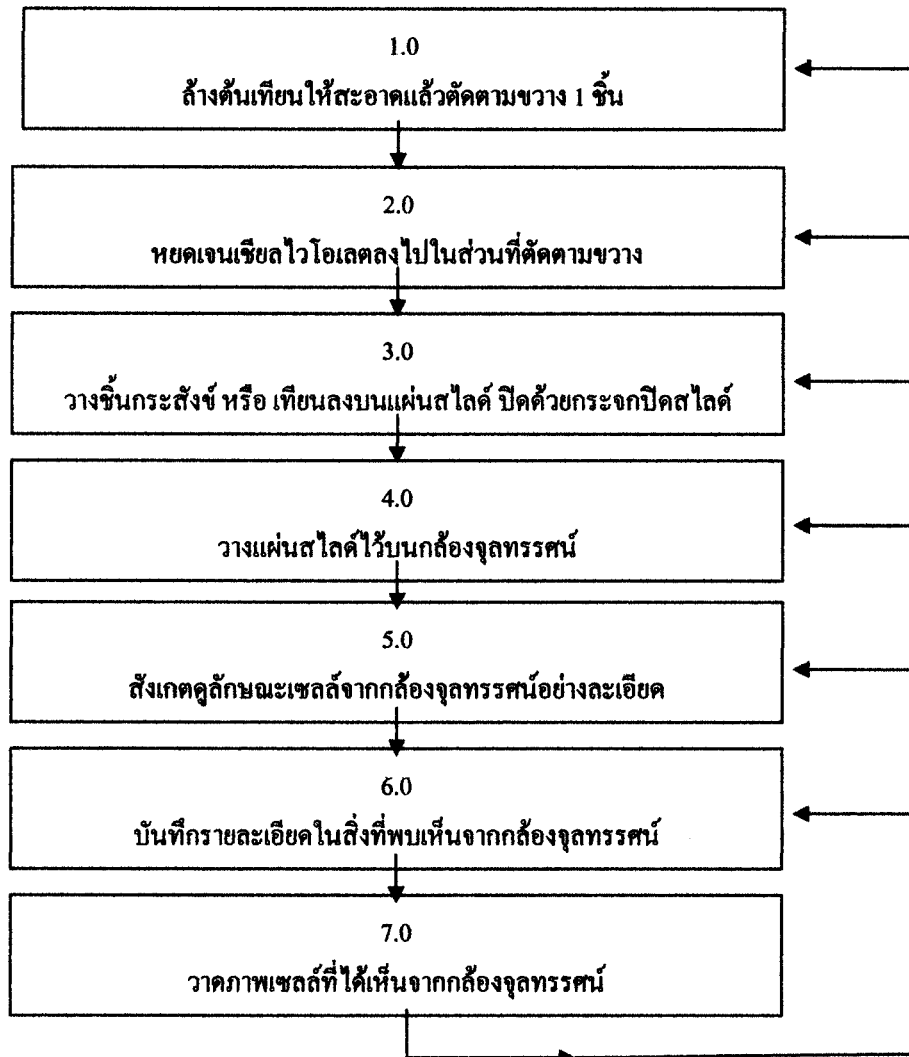 1.0
ล้างต้นเทียนให้สะอาดแล้วตัดตามขวาง 1 ชิ้น
2.0
หยดเจนเชียลไวโอเลตลงไปในส่วนที่ตัดตามขวาง
3.0
วางชิ้นกระสังข์ หรือ เทียนลงบนแผ่นสไลด์ ปิดด้วยกระจกปิดสไลด์
4.0
วางแผ่นสไลด์ไว้บนกล้องจุลทรรศน์
5.0
สังเกตดูลักษณะเซลล์จากกล้องจุลทรรศน์อย่างละเอียด
6.0
บันทึกรายละเอียดในสิ่งที่พบเห็นจากกล้องจุลทรรศน์
7.0
วาดภาพเซลล์ที่ได้เห็นจากกล้องจุลทรรศน์